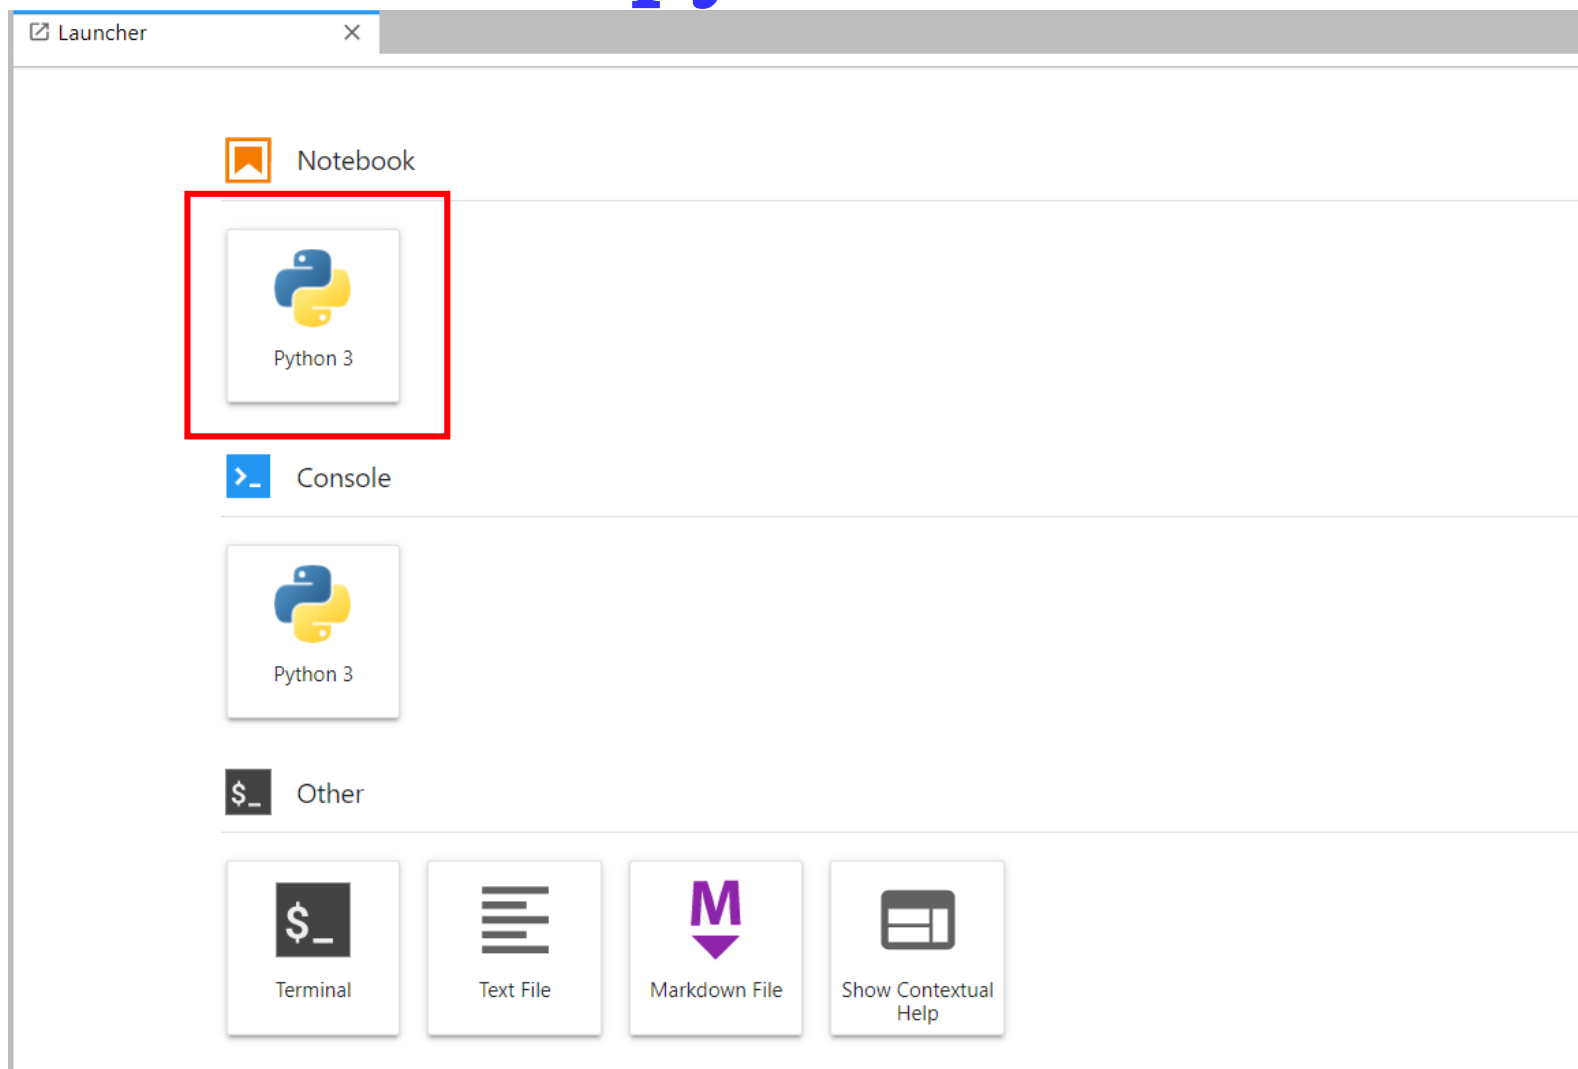 Launcher
Notebook
Python 3
Console
Python 3
$_ Other
$_
Terminal
Text File
M
Markdown File
Show Contextual
Help